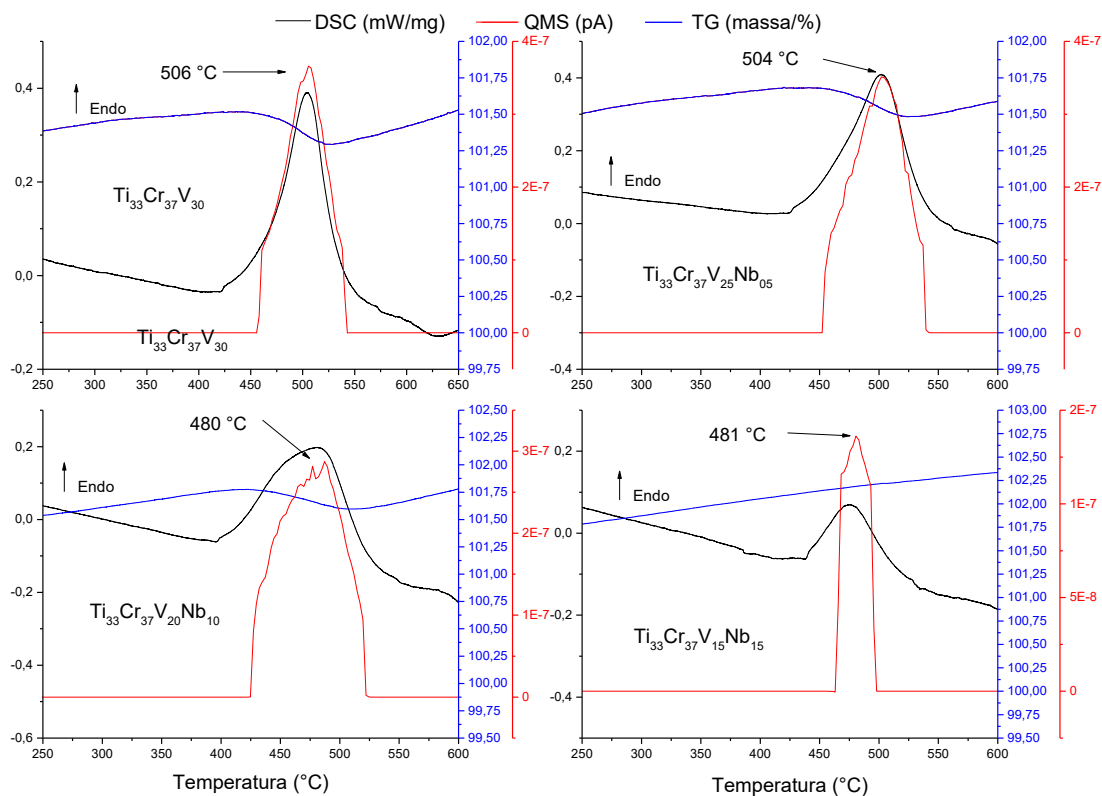 DSC (mW/mg) QMS (pA) TG (massa/%)
506 °C
Endo
Ti33Cr37V30
Ti33Cr37V30
0,4
0,2
0,0
-0,2
250 300 350 400 450 500 550 600 650
102,00
101,75
101,50
101,25
101,00
100,75
100,50
100,25
100,00
99,75
4E-7
2E-7
0
504 °C
Endo
Ti33Cr37V25Nb05
0,4
0,2
0,0
-0,2
-0,4
250 300 350 400 450 500 550 600
102,00
101,75
101,50
101,25
101,00
100,75
100,50
100,25
100,00
99,75
4E-7
2E-7
0
480 °C
Endo
Ti33Cr37V20Nb10
0,2
0,0
-0,2
-0,4
-0,6
250 300 350 400 450 500 550 600
Temperatura (°C)
102,50
102,25
102,00
101,75
101,50
101,25
101,00
100,75
100,50
100,25
100,00
99,75
99,50
3E-7
2E-7
1E-7
0
481 °C
Endo
Ti33Cr37V15Nb15
0,2
0,0
-0,2
-0,4
250 300 350 400 450 500 550 600
Temperatura (°C)
103,00
102,75
102,50
102,25
102,00
101,75
101,50
101,25
101,00
100,75
100,50
100,25
100,00
99,75
99,50
2E-7
1E-7
5E-8
0